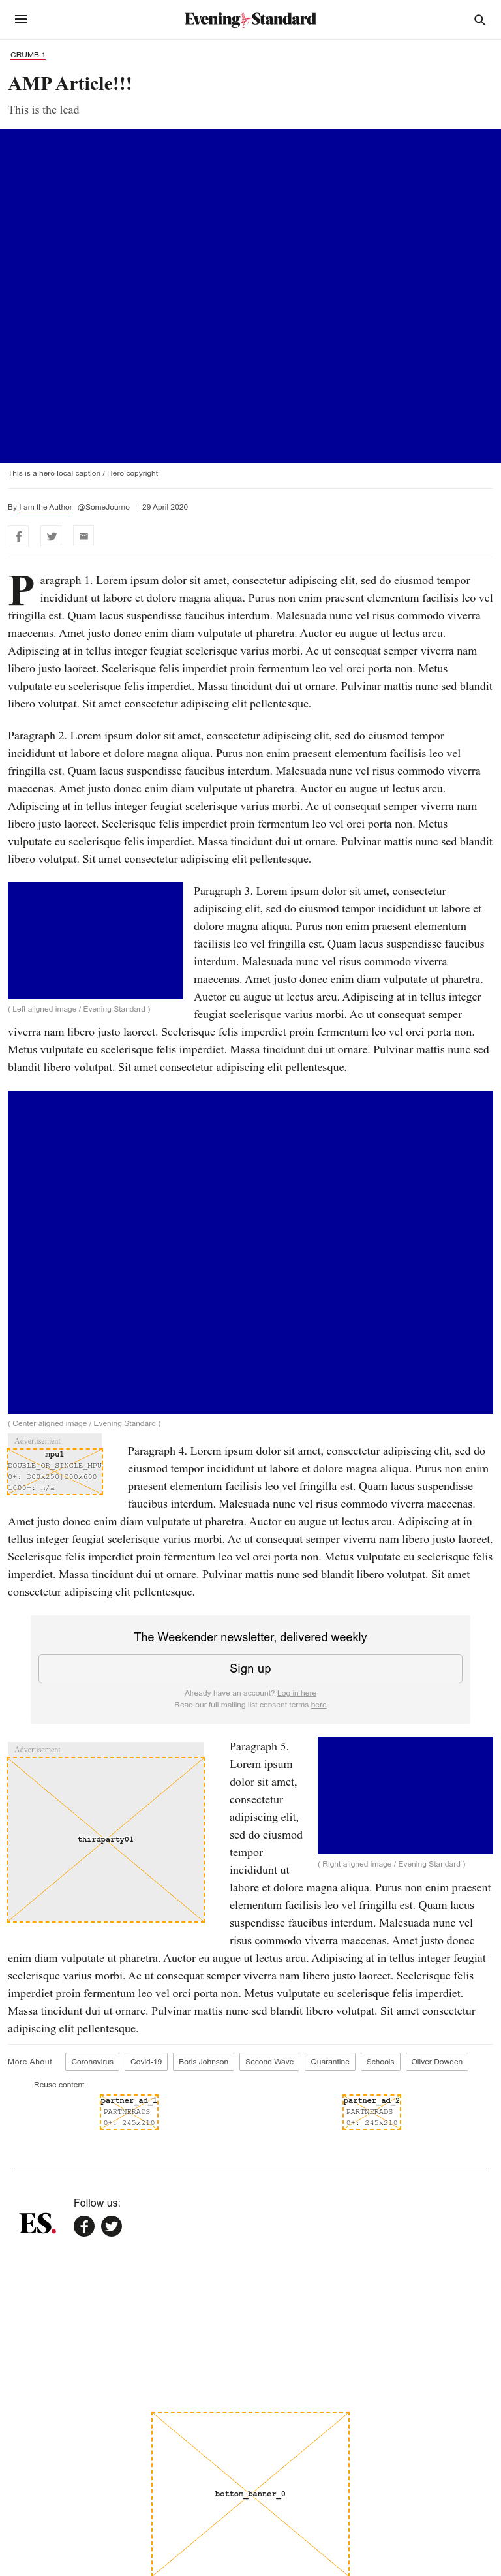 Evening Standard
CRUMB 1
AMP Article!!!
This is the lead
This is a hero local caption / Hero copyright
By I am the Author @SomeJourno | 29 April 2020
Paragraph 1. Lorem ipsum dolor sit amet, consectetur adipiscing elit, sed do eiusmod tempor
incididunt ut labore et dolore magna aliqua. Purus non enim praesent elementum facilisis leo vel
fringilla est. Quam lacus suspendisse faucibus interdum. Malesuada nunc vel risus commodo viverra
maecenas. Amet justo donec enim diam vulputate ut pharetra. Auctor eu augue ut lectus arcu.
Adipiscing at in tellus integer feugiat scelerisque varius morbi. Ac ut consequat semper viverra nam
libero justo laoreet. Scelerisque felis imperdiet proin fermentum leo vel orci porta non. Metus
vulputate eu scelerisque felis imperdiet. Massa tincidunt dui ut ornare. Pulvinar mattis nunc sed blandit
libero volutpat. Sit amet consectetur adipiscing elit pellentesque.
Paragraph 2. Lorem ipsum dolor sit amet, consectetur adipiscing elit, sed do eiusmod tempor
incididunt ut labore et dolore magna aliqua. Purus non enim praesent elementum facilisis leo vel
fringilla est. Quam lacus suspendisse faucibus interdum. Malesuada nunc vel risus commodo viverra
maecenas. Amet justo donec enim diam vulputate ut pharetra. Auctor eu augue ut lectus arcu.
Adipiscing at in tellus integer feugiat scelerisque varius morbi. Ac ut consequat semper viverra nam
libero justo laoreet. Scelerisque felis imperdiet proin fermentum leo vel orci porta non. Metus
vulputate eu scelerisque felis imperdiet. Massa tincidunt dui ut ornare. Pulvinar mattis nunc sed blandit
libero volutpat. Sit amet consectetur adipiscing elit pellentesque.
( Left aligned image / Evening Standard )
Paragraph 3. Lorem ipsum dolor sit amet, consectetur
adipiscing elit, sed do eiusmod tempor incididunt ut labore et
dolore magna aliqua. Purus non enim praesent elementum
facilisis leo vel fringilla est. Quam lacus suspendisse faucibus
interdum. Malesuada nunc vel risus commodo viverra
maecenas. Amet justo donec enim diam vulputate ut pharetra.
Auctor eu augue ut lectus arcu. Adipiscing at in tellus integer
feugiat scelerisque varius morbi. Ac ut consequat semper
viverra nam libero justo laoreet. Scelerisque felis imperdiet proin fermentum leo vel orci porta non.
Metus vulputate eu scelerisque felis imperdiet. Massa tincidunt dui ut ornare. Pulvinar mattis nunc sed
blandit libero volutpat. Sit amet consectetur adipiscing elit pellentesque.
( Center aligned image / Evening Standard )
Advertisement
mpu1
DOUBLE_OR_SINGLE_MPU
0+: 300x250|300x600
1000+: n/a
Paragraph 4. Lorem ipsum dolor sit amet, consectetur adipiscing elit, sed do
eiusmod tempor incididunt ut labore et dolore magna aliqua. Purus non enim
praesent elementum facilisis leo vel fringilla est. Quam lacus suspendisse
faucibus interdum. Malesuada nunc vel risus commodo viverra maecenas.
Amet justo donec enim diam vulputate ut pharetra. Auctor eu augue ut lectus arcu. Adipiscing at in
tellus integer feugiat scelerisque varius morbi. Ac ut consequat semper viverra nam libero justo laoreet.
Scelerisque felis imperdiet proin fermentum leo vel orci porta non. Metus vulputate eu scelerisque felis
imperdiet. Massa tincidunt dui ut ornare. Pulvinar mattis nunc sed blandit libero volutpat. Sit amet
consectetur adipiscing elit pellentesque.
The Weekender newsletter, delivered weekly
Sign up
Already have an account? Log in here
Read our full mailing list consent terms here
Advertisement
thirdparty01
( Right aligned image / Evening Standard )
Paragraph 5.
Lorem ipsum
dolor sit amet,
consectetur
adipiscing elit,
sed do eiusmod
tempor
incididunt ut
labore et dolore magna aliqua. Purus non enim praesent
elementum facilisis leo vel fringilla est. Quam lacus
suspendisse faucibus interdum. Malesuada nunc vel
risus commodo viverra maecenas. Amet justo donec
enim diam vulputate ut pharetra. Auctor eu augue ut lectus arcu. Adipiscing at in tellus integer feugiat
scelerisque varius morbi. Ac ut consequat semper viverra nam libero justo laoreet. Scelerisque felis
imperdiet proin fermentum leo vel orci porta non. Metus vulputate eu scelerisque felis imperdiet.
Massa tincidunt dui ut ornare. Pulvinar mattis nunc sed blandit libero volutpat. Sit amet consectetur
adipiscing elit pellentesque.
More About Coronavirus Covid-19 Boris Johnson Second Wave Quarantine Schools Oliver Dowden
Reuse content
partner_ad_1
PARTNERADS
0+: 245x210
partner_ad_2
PARTNERADS
0+: 245x210
ES.
Follow us:
bottom_banner_0